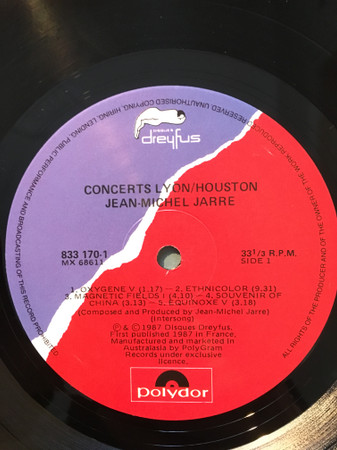 ALL RIGHTS OF THE PRODUCER AND OF THE OWNER OF THE WORK REPRODUCED RESERVED. UNAUTHORISED COPYING, HIRING, LENDING, PUBLIC PERFORMANCE AND BROADCASTING OF THIS RECORD PROHIBITED
disques
dreyfus
CONCERTS LYON/HOUSTON
JEAN-MICHEL JARRE
833 170-1
MX 68611
33 1/3 R.P.M.
SIDE 1
1. OXYGENE V (1.17) — 2. ETHNICOLOR (9.31)
3. MAGNETIC FIELDS I (4.10) — 4. SOUVENIR OF
CHINA (3.13) — 5. EQUINOXE V (3.18)
(Composed and Produced by Jean-Michel Jarre)
(Intersong)
℗ & © 1987 Disques Dreyfus.
First published 1987 in France.
Manufactured and marketed in
Australasia by PolyGram.
Records under exclusive
licence.
polydor